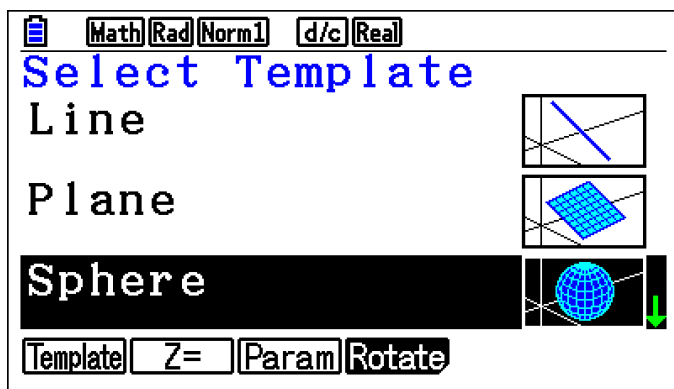 Math Rad Norm1 d/c Real
Select Template
Line
Plane
Sphere
Template Z= Param Rotate